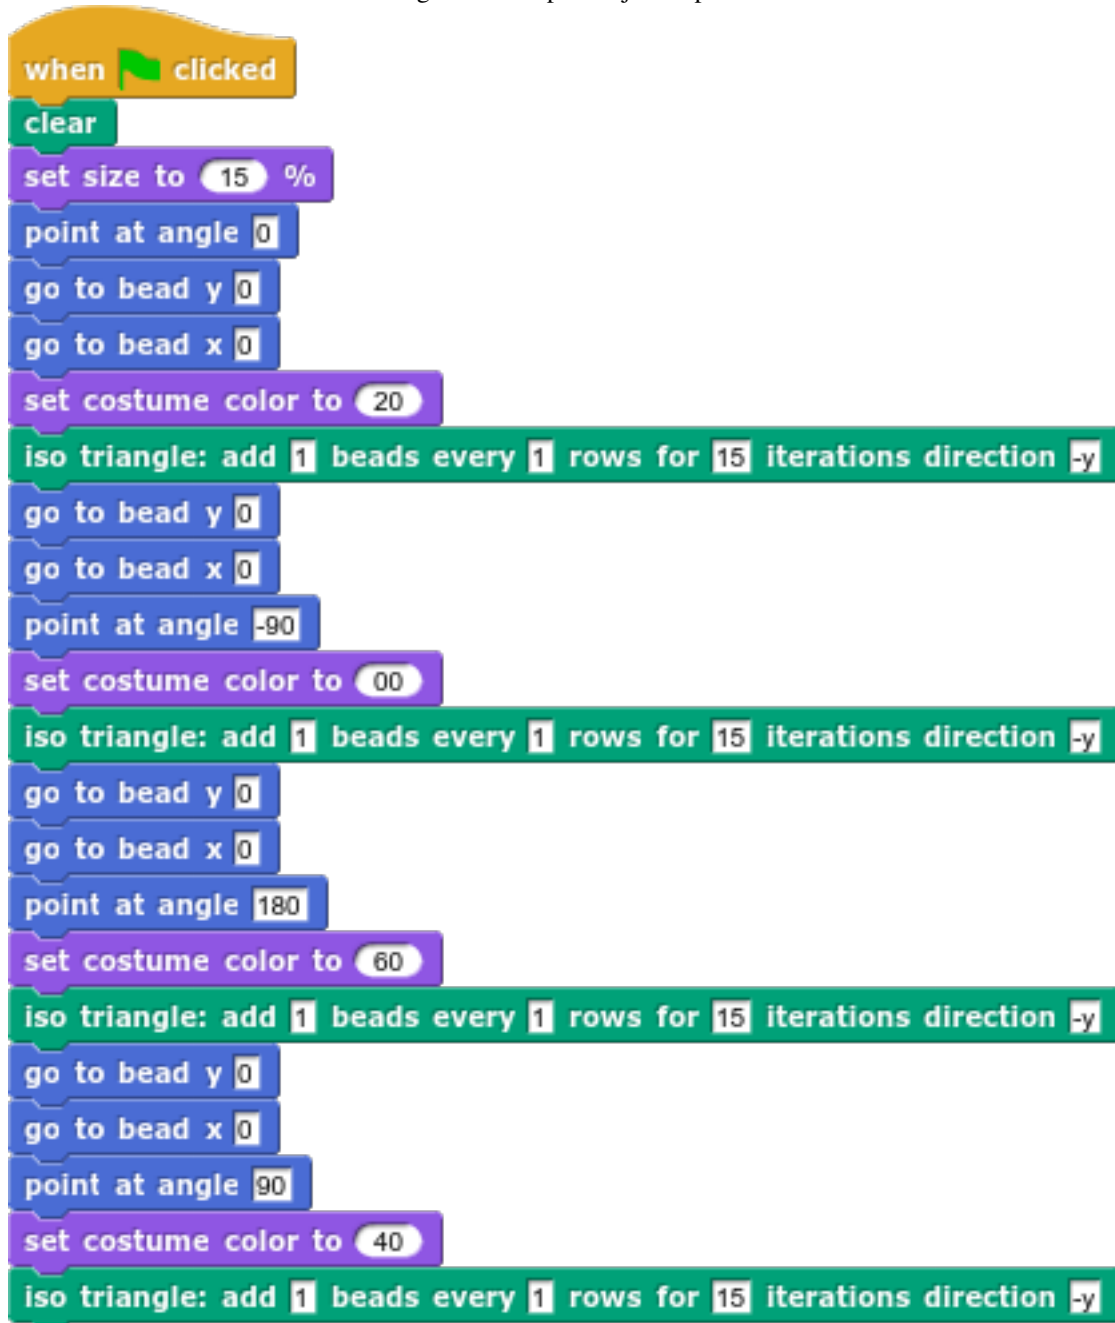 when clicked
clear
set size to 15 %
point at angle 0
go to bead y 0
go to bead x 0
set costume color to 20
iso triangle: add 1 beads every 1 rows for 15 iterations direction -y
go to bead y 0
go to bead x 0
point at angle -90
set costume color to 00
iso triangle: add 1 beads every 1 rows for 15 iterations direction -y
go to bead y 0
go to bead x 0
point at angle 180
set costume color to 60
iso triangle: add 1 beads every 1 rows for 15 iterations direction -y
go to bead y 0
go to bead x 0
point at angle 90
set costume color to 40
iso triangle: add 1 beads every 1 rows for 15 iterations direction -y